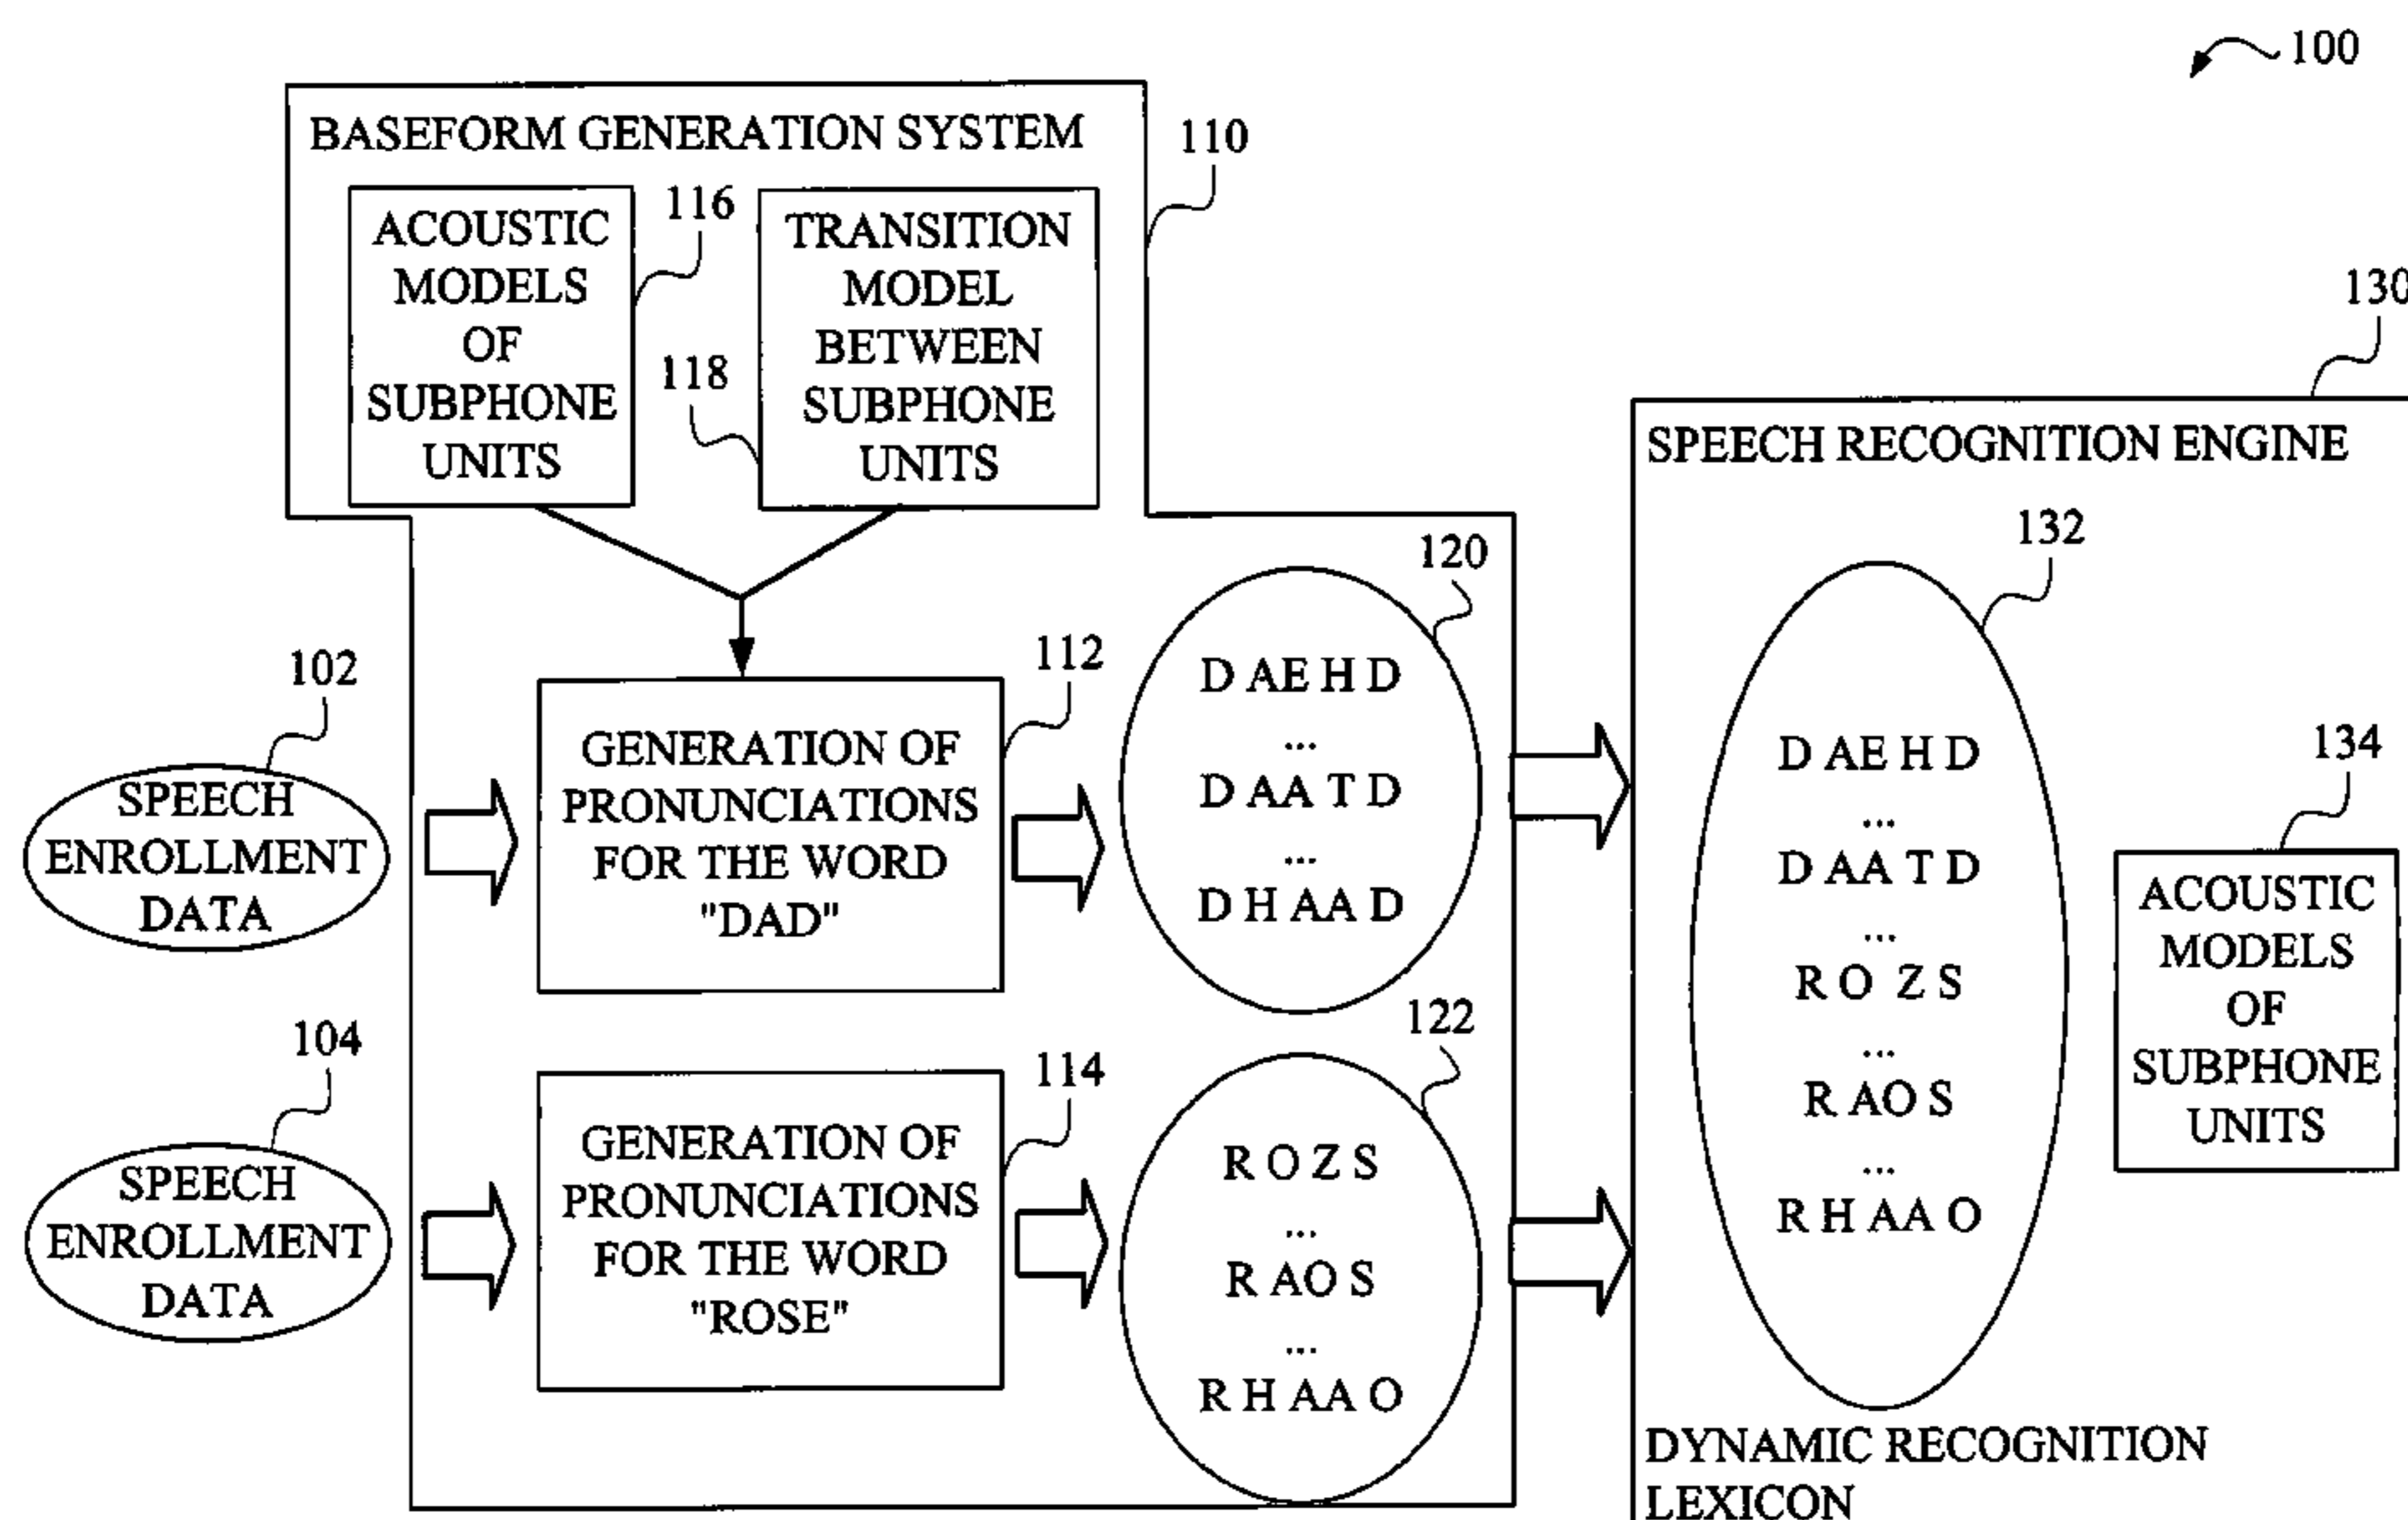 100
BASEFORM GENERATION SYSTEM
110
ACOUSTIC
MODELS
OF
SUBPHONE
UNITS
116
TRANSITION
MODEL
BETWEEN
SUBPHONE
UNITS
118
130
SPEECH RECOGNITION ENGINE
102
SPEECH
ENROLLMENT
DATA
112
GENERATION OF
PRONUNCIATIONS
FOR THE WORD
"DAD"
120
D AE H D
...
D AA T D
...
D H AA D
104
SPEECH
ENROLLMENT
DATA
114
GENERATION OF
PRONUNCIATIONS
FOR THE WORD
"ROSE"
122
R O Z S
...
R AO S
...
R H AA O
132
D AE H D
...
D AA T D
...
R O Z S
...
R AO S
...
R H AA O
134
ACOUSTIC
MODELS
OF
SUBPHONE
UNITS
DYNAMIC RECOGNITION
LEXICON